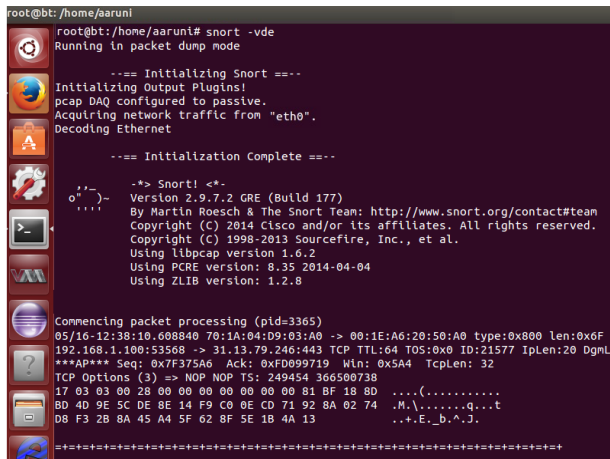 root@bt: /home/aaruni
root@bt:/home/aaruni# snort -vde
Running in packet dump mode
--== Initializing Snort ==--
Initializing Output Plugins!
pcap DAQ configured to passive.
Acquiring network traffic from "eth0".
Decoding Ethernet
--== Initialization Complete ==--
,,_ -*> Snort! <*-
o" )~ Version 2.9.7.2 GRE (Build 177)
'''' By Martin Roesch & The Snort Team: http://www.snort.org/contact#team
Copyright (C) 2014 Cisco and/or its affiliates. All rights reserved.
Copyright (C) 1998-2013 Sourcefire, Inc., et al.
Using libpcap version 1.6.2
Using PCRE version: 8.35 2014-04-04
Using ZLIB version: 1.2.8
Commencing packet processing (pid=3365)
05/16-12:38:10.608840 70:1A:04:D9:03:A0 -> 00:1E:A6:20:50:A0 type:0x800 len:0x6F
192.168.1.100:53568 -> 31.13.79.246:443 TCP TTL:64 TOS:0x0 ID:21577 IpLen:20 DgmL
***AP*** Seq: 0x7F375A6 Ack: 0xFD099719 Win: 0x5A4 TcpLen: 32
TCP Options (3) => NOP NOP TS: 249454 366500738
17 03 03 00 28 00 00 00 00 00 00 00 81 BF 18 8D ....(...........
BD 4D 9E 5C DE 8E 14 F9 C0 0E CD 71 92 8A 02 74 .M.\.......q...t
D8 F3 2B 8A 45 A4 5F 62 8F 5E 1B 4A 13 ..+.E._b.^.J.
=+=+=+=+=+=+=+=+=+=+=+=+=+=+=+=+=+=+=+=+=+=+=+=+=+=+=+=+=+=+=+=+=+=+=+=+=+